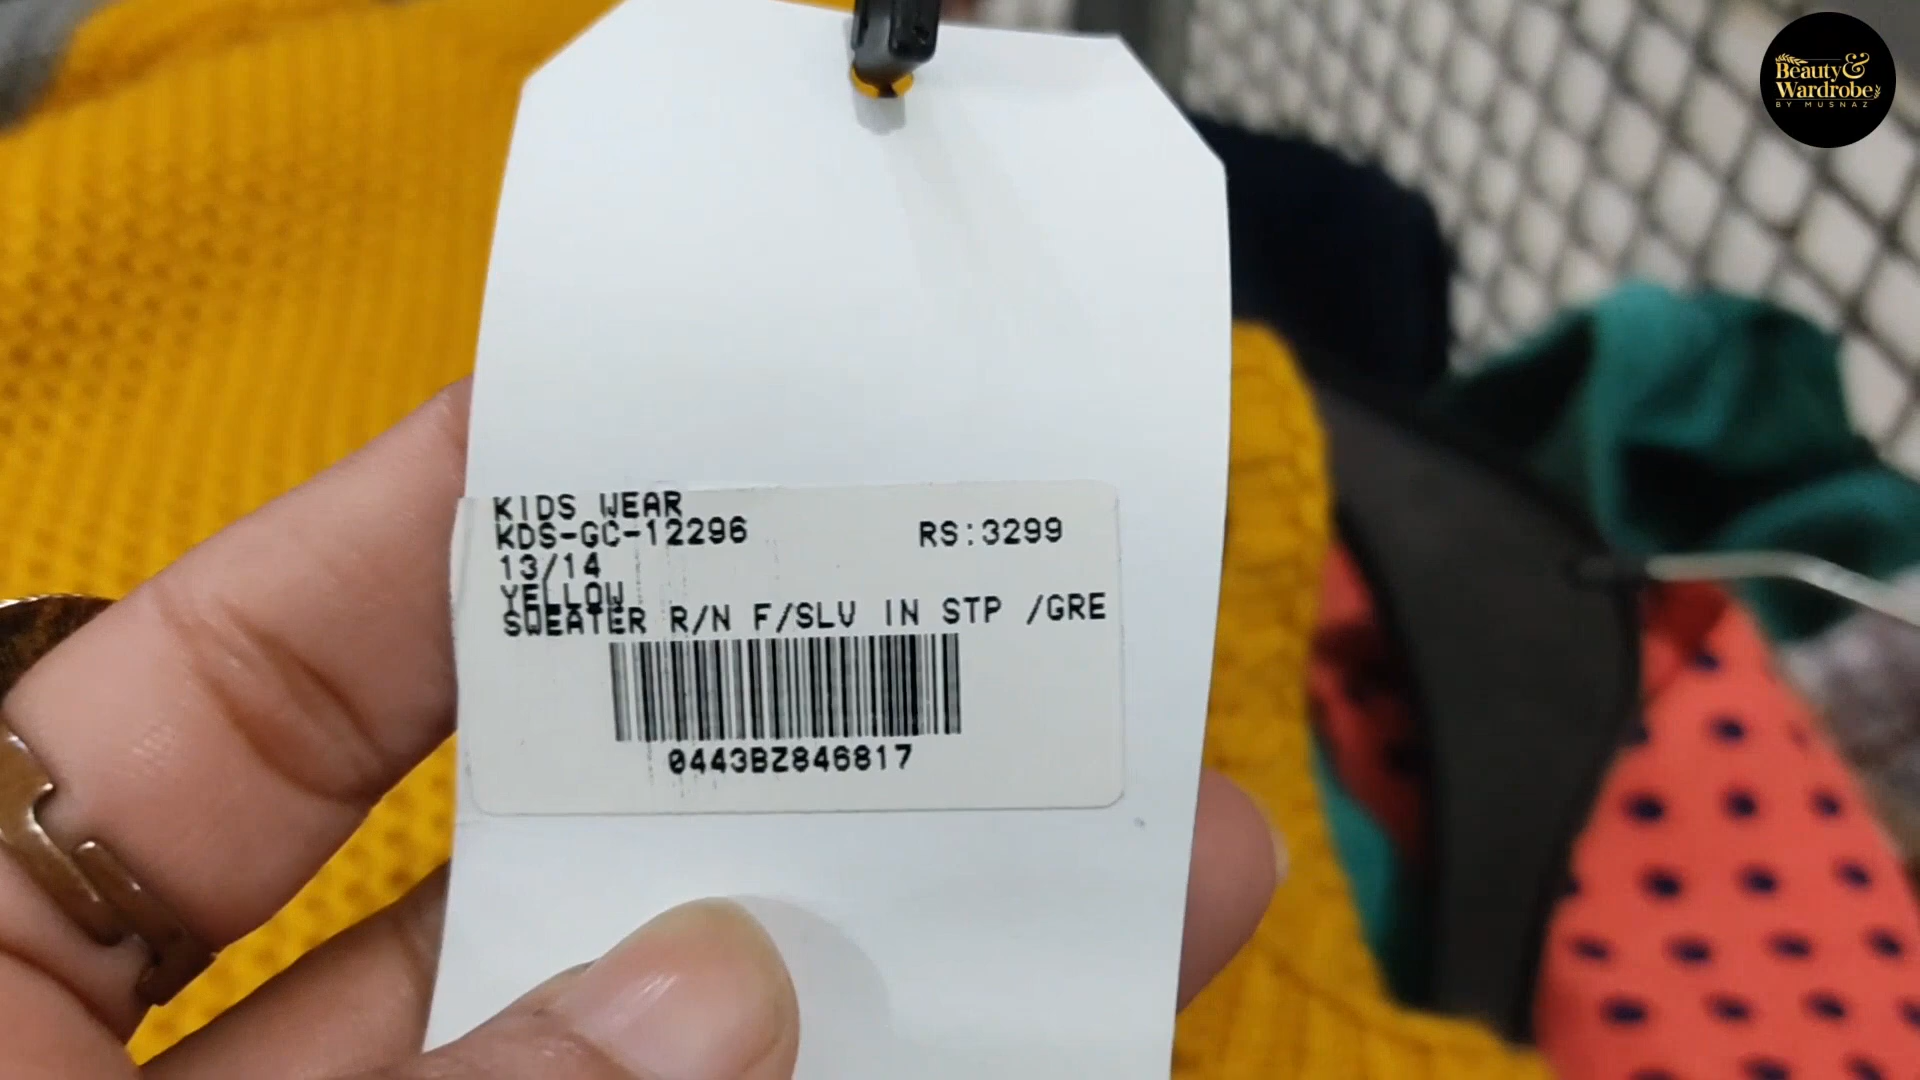 Beauty &
Wardrobe
BY MUSNAZ
KIDS WEAR
KDS-GC-12296 RS:3299
13/14
YELLOW
SWEATER R/N F/SLV IN STP /GRE
0443BZ846817